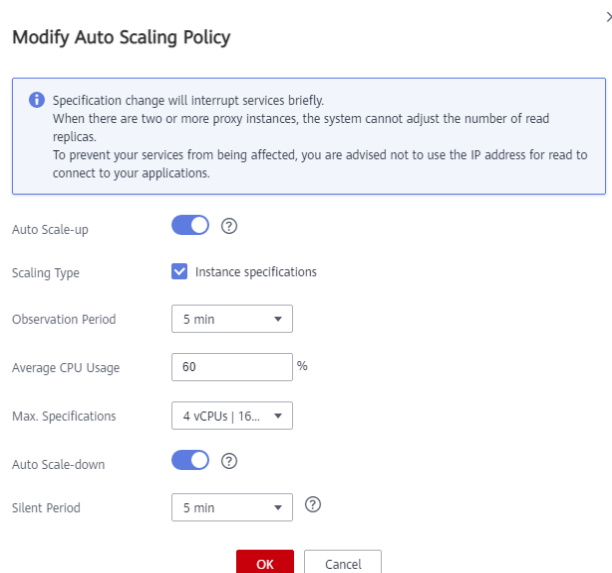 Modify Auto Scaling Policy
Specification change will interrupt services briefly.
When there are two or more proxy instances, the system cannot adjust the number of read
replicas.
To prevent your services from being affected, you are advised not to use the IP address for read to
connect to your applications.
Auto Scale-up
Scaling Type Instance specifications
Observation Period 5 min
Average CPU Usage 60 %
Max. Specifications 4 vCPUs | 16...
Auto Scale-down
Silent Period 5 min
OK Cancel